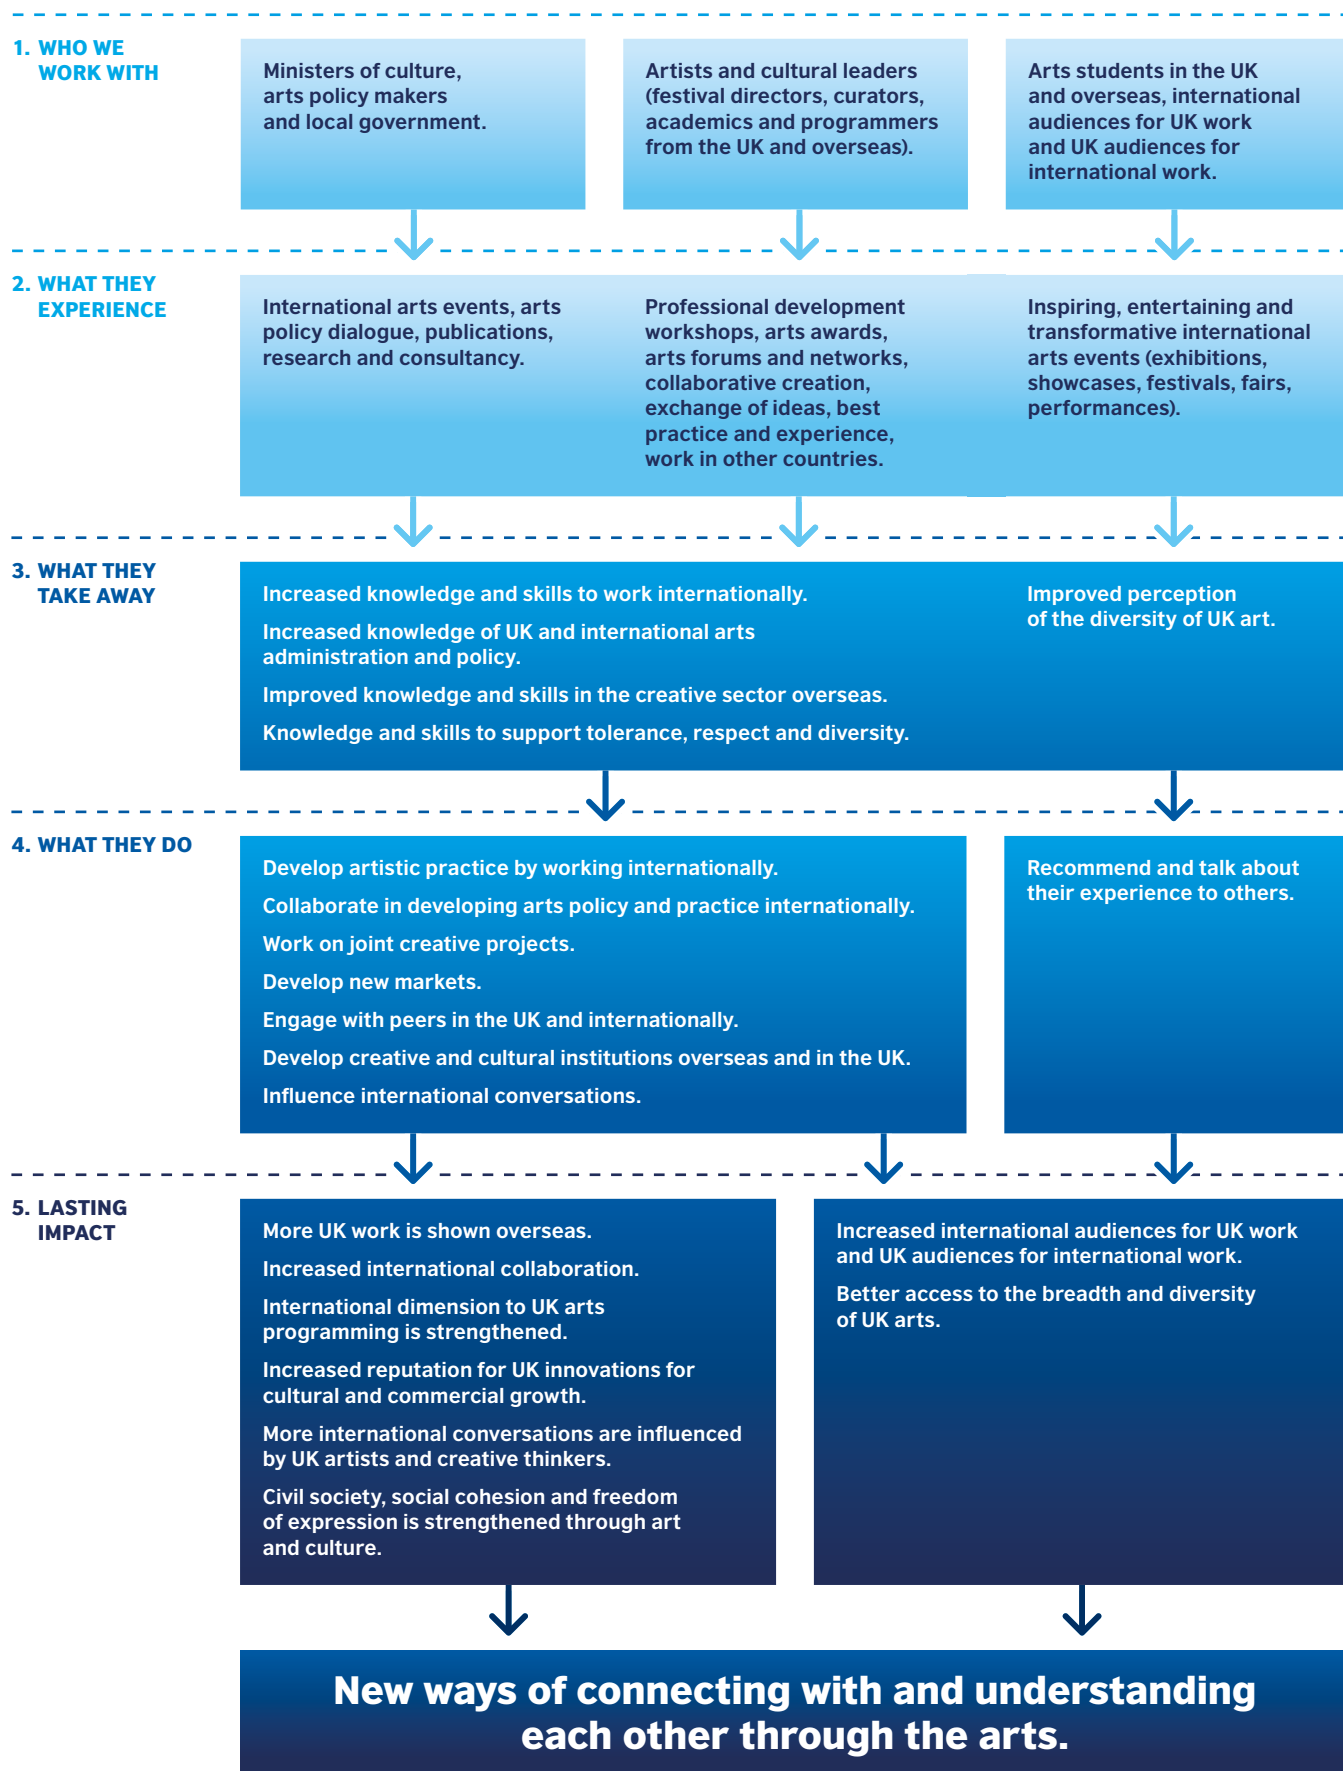 1. WHO WE
WORK WITH
Ministers of culture,
arts policy makers
and local government.
Artists and cultural leaders
(festival directors, curators,
academics and programmers
from the UK and overseas).
Arts students in the UK
and overseas, international
audiences for UK work
and UK audiences for
international work.
2. WHAT THEY
EXPERIENCE
International arts events, arts
policy dialogue, publications,
research and consultancy.
Professional development
workshops, arts awards,
arts forums and networks,
collaborative creation,
exchange of ideas, best
practice and experience,
work in other countries.
Inspiring, entertaining and
transformative international
arts events (exhibitions,
showcases, festivals, fairs,
performances).
3. WHAT THEY
TAKE AWAY
Increased knowledge and skills to work internationally.
Increased knowledge of UK and international arts
administration and policy.
Improved knowledge and skills in the creative sector overseas.
Knowledge and skills to support tolerance, respect and diversity.
Improved perception
of the diversity of UK art.
4. WHAT THEY DO
Develop artistic practice by working internationally.
Collaborate in developing arts policy and practice internationally.
Work on joint creative projects.
Develop new markets.
Engage with peers in the UK and internationally.
Develop creative and cultural institutions overseas and in the UK.
Influence international conversations.
Recommend and talk about
their experience to others.
5. LASTING
IMPACT
More UK work is shown overseas.
Increased international collaboration.
International dimension to UK arts
programming is strengthened.
Increased reputation for UK innovations for
cultural and commercial growth.
More international conversations are influenced
by UK artists and creative thinkers.
Civil society, social cohesion and freedom
of expression is strengthened through art
and culture.
Increased international audiences for UK work
and UK audiences for international work.
Better access to the breadth and diversity
of UK arts.
New ways of connecting with and understanding
each other through the arts.